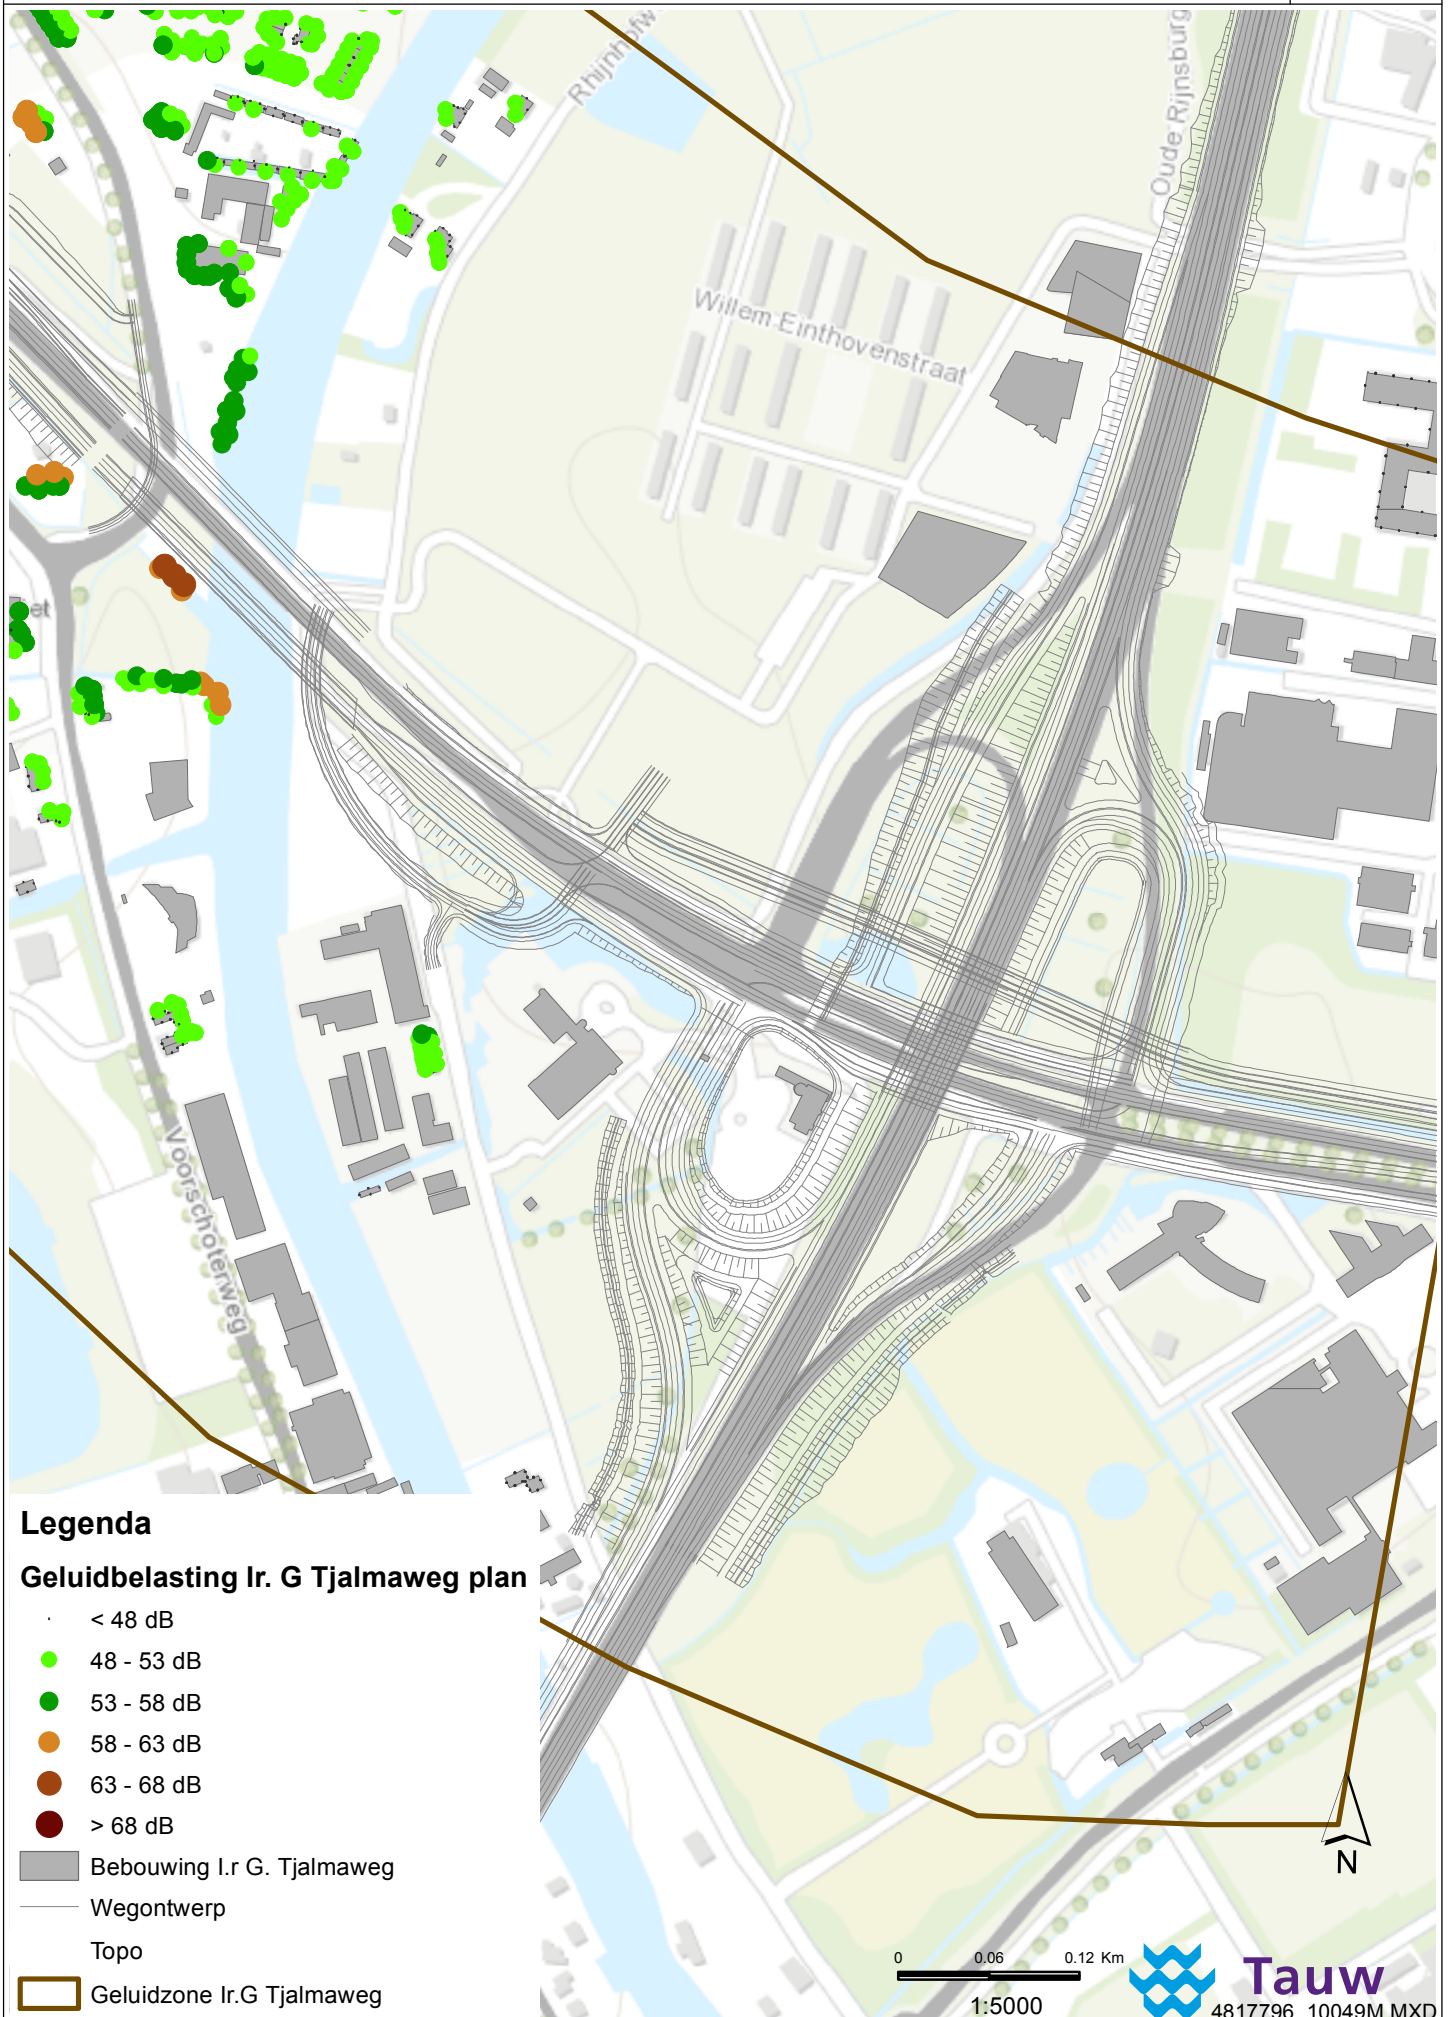 Rhijnhofw
Oude Rijnsburg
Willem Einthovenstraat
iet
Voorschoterweg
Legenda
Geluidbelasting Ir. G Tjalmaweg plan
< 48 dB
48 - 53 dB
53 - 58 dB
58 - 63 dB
63 - 68 dB
> 68 dB
Bebouwing I.r G. Tjalmaweg
Wegontwerp
Topo
Geluidzone Ir.G Tjalmaweg
N
0 0.06 0.12 Km
1:5000
Tauw
4817796_10049M.MXD